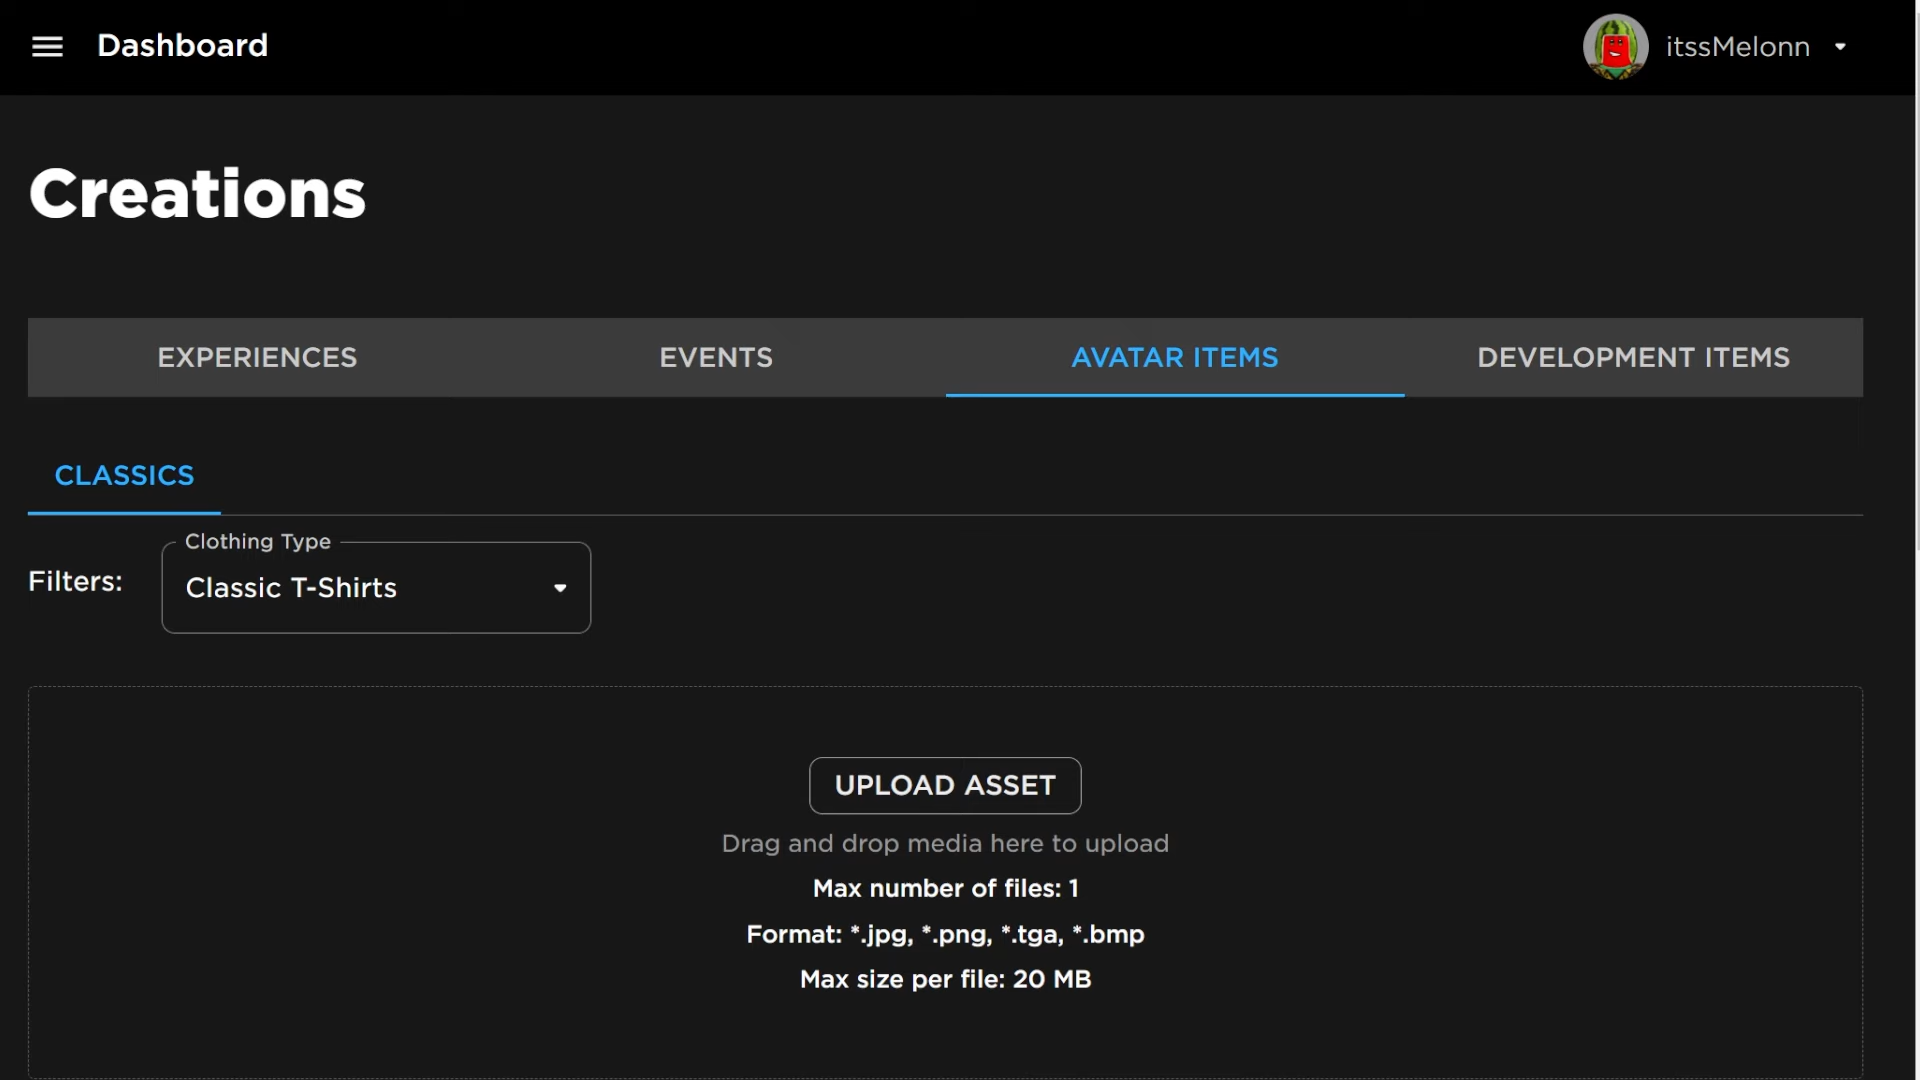 Dashboard
itssMelonn
Creations
EXPERIENCES
EVENTS
AVATAR ITEMS
DEVELOPMENT ITEMS
CLASSICS
Filters:
Clothing Type
Classic T-Shirts
UPLOAD ASSET
Drag and drop media here to upload
Max number of files: 1
Format: *.jpg, *.png, *.tga, *.bmp
Max size per file: 20 MB